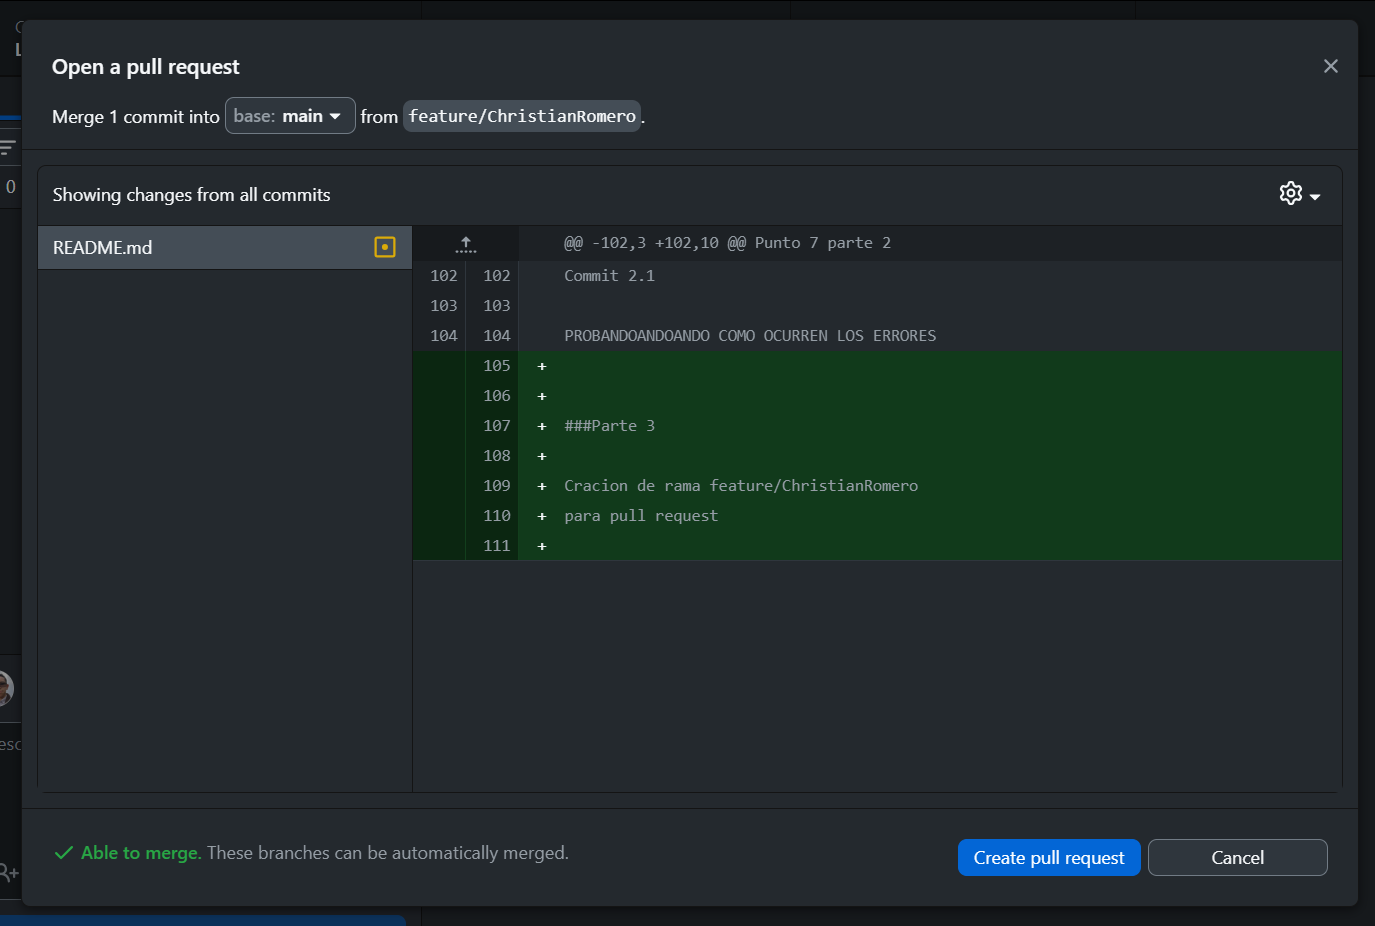 Open a pull request
Merge 1 commit into base: main from feature/ChristianRomero.
Showing changes from all commits
README.md
@@ -102,3 +102,10 @@ Punto 7 parte 2
102 102 Commit 2.1
103 103
104 104 PROBANDOANDOANDO COMO OCURREN LOS ERRORES
105 +
106 +
107 + ###Parte 3
108 +
109 + Cracion de rama feature/ChristianRomero
110 + para pull request
111 +
0
esc
Able to merge. These branches can be automatically merged.
Create pull request
Cancel